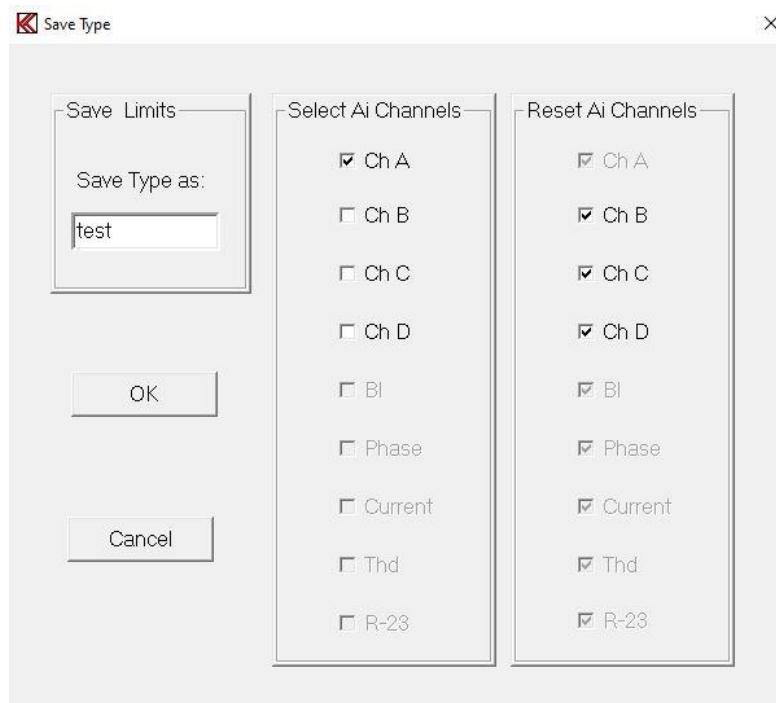 Save Type
Save Limits
Save Type as:
test
OK
Cancel
Select Ai Channels
Ch A
Ch B
Ch C
Ch D
BI
Phase
Current
Thd
R-23
Reset Ai Channels
Ch A
Ch B
Ch C
Ch D
BI
Phase
Current
Thd
R-23